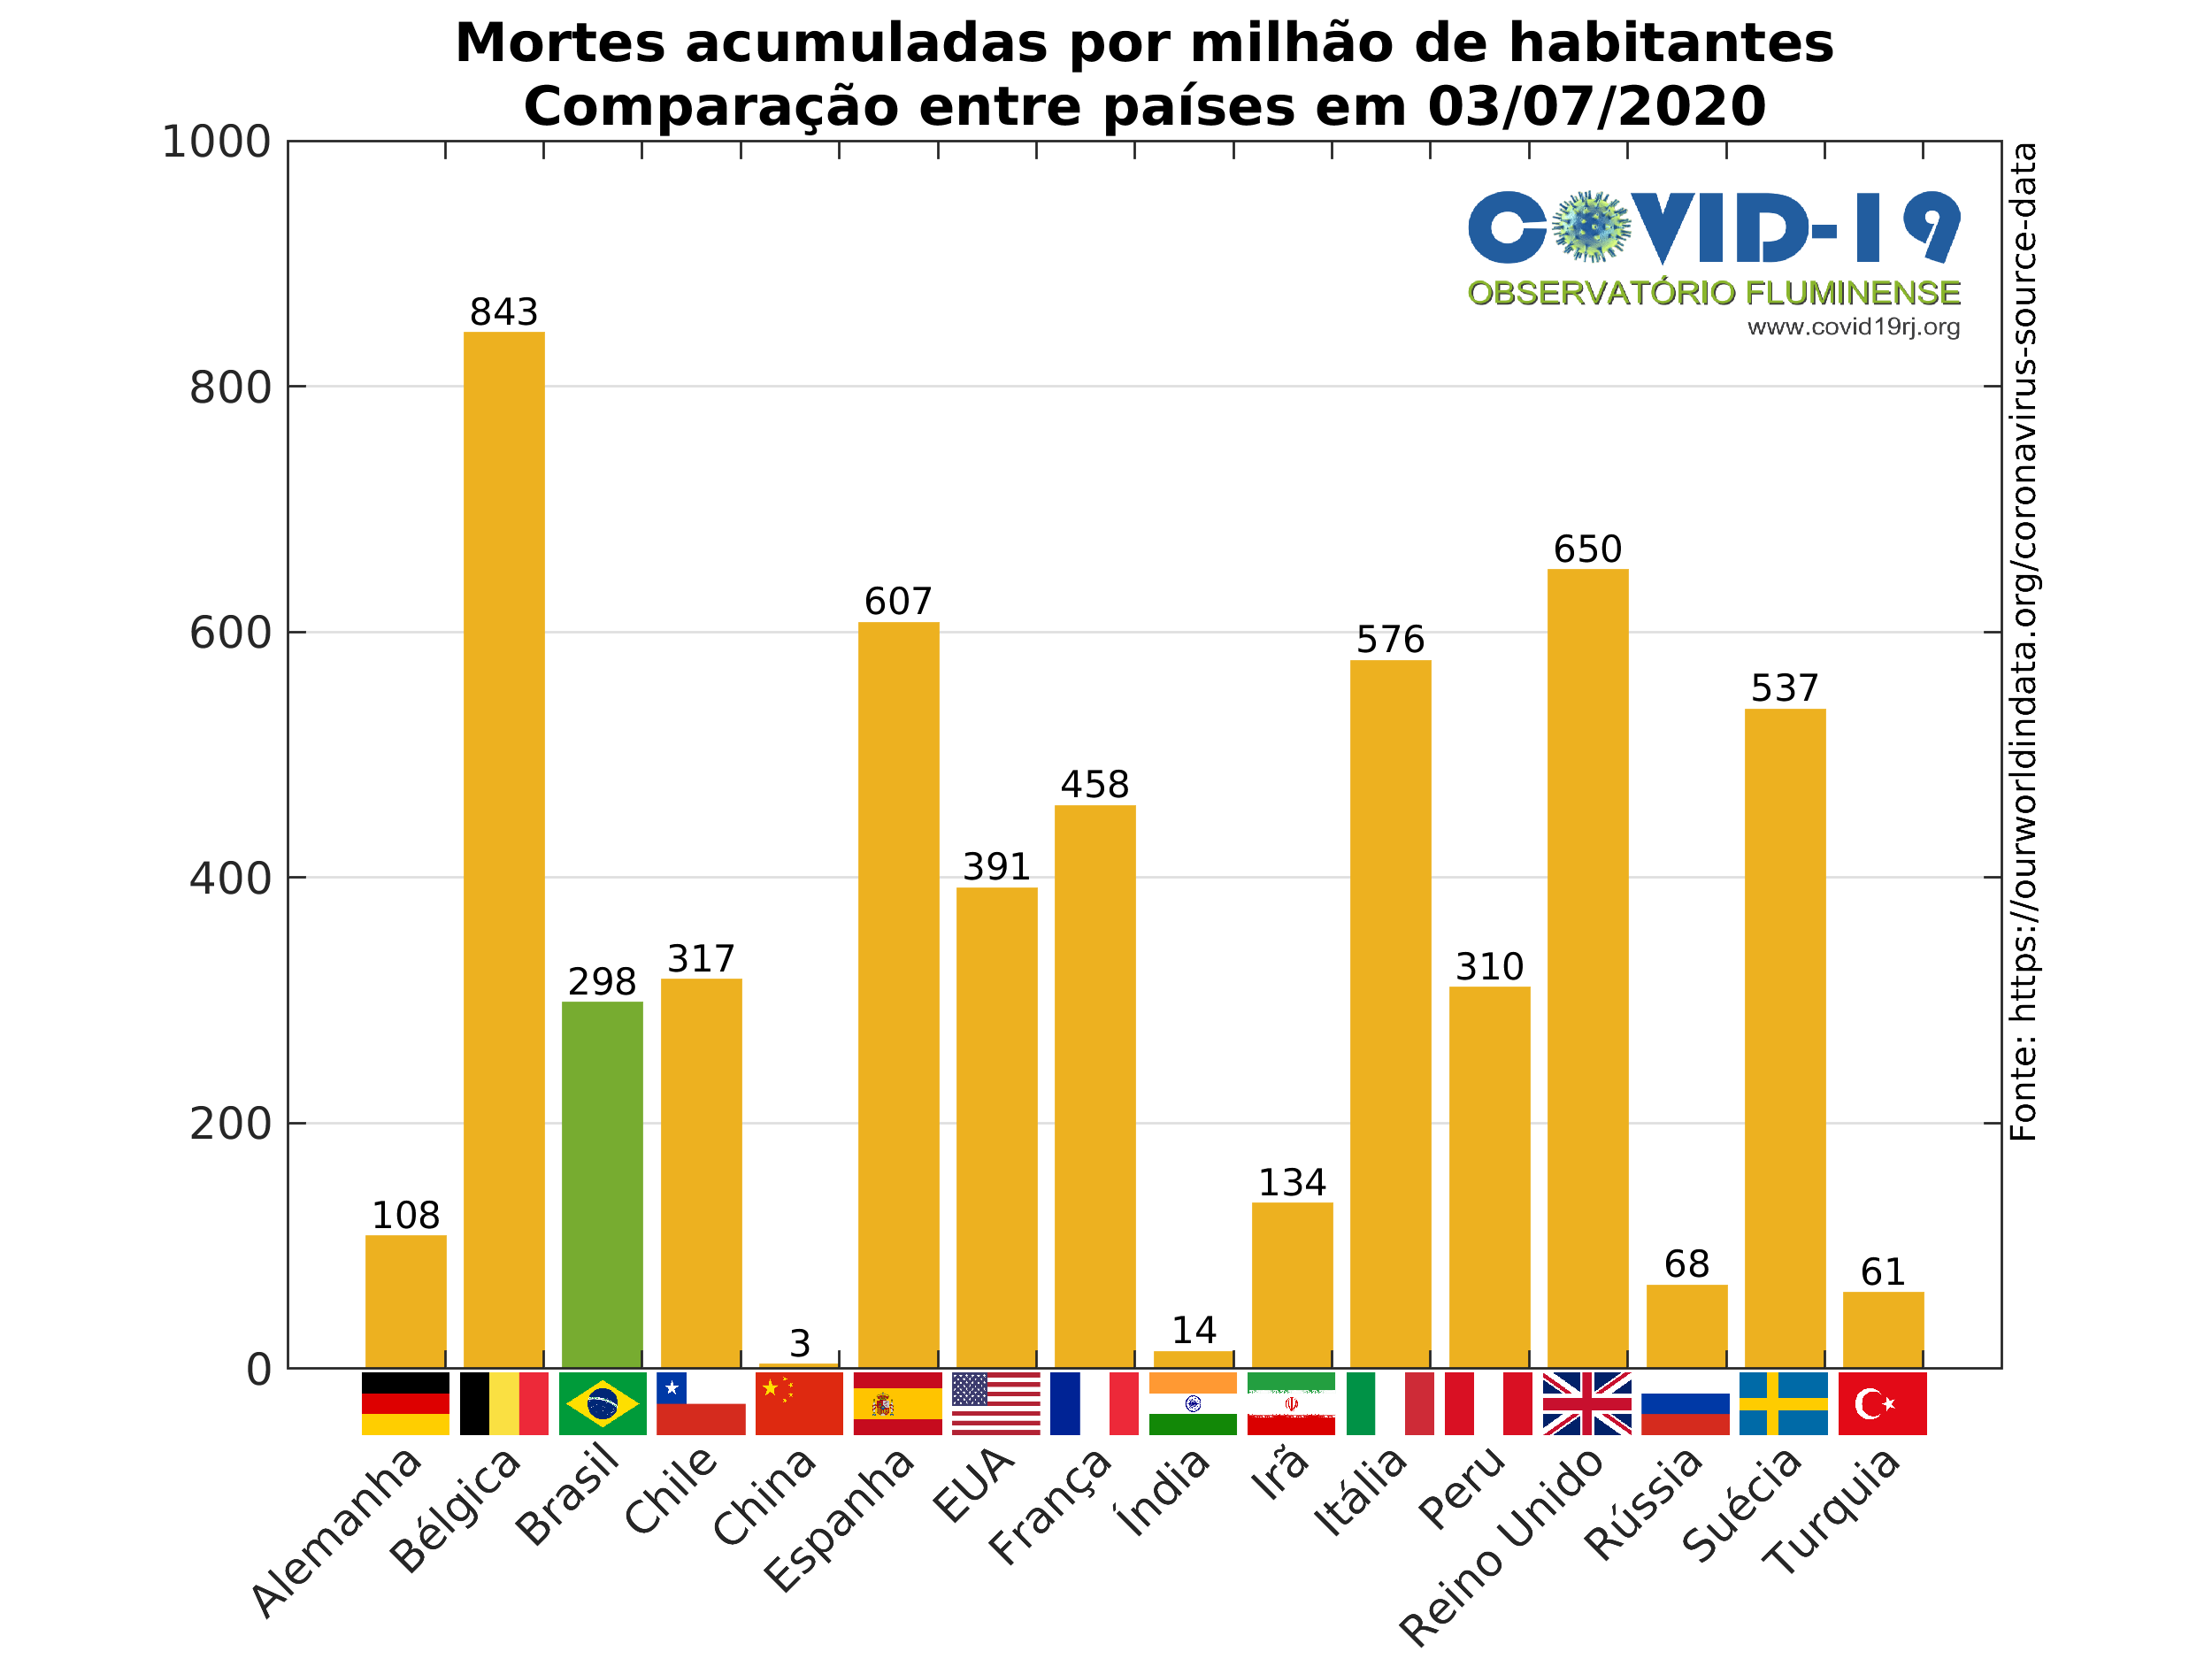 Mortes acumuladas por milhão de habitantes
Comparação entre países em 03/07/2020
1000
800
600
400
200
0
COVID-19
OBSERVATÓRIO FLUMINENSE
www.covid19rj.org
Fonte: https://ourworldindata.org/coronavirus-source-data
108
843
298
317
3
607
391
458
14
134
576
310
650
68
537
61
Alemanha
Bélgica
Brasil
Chile
China
Espanha
EUA
França
Índia
Irã
Itália
Peru
Reino Unido
Rússia
Suécia
Turquia